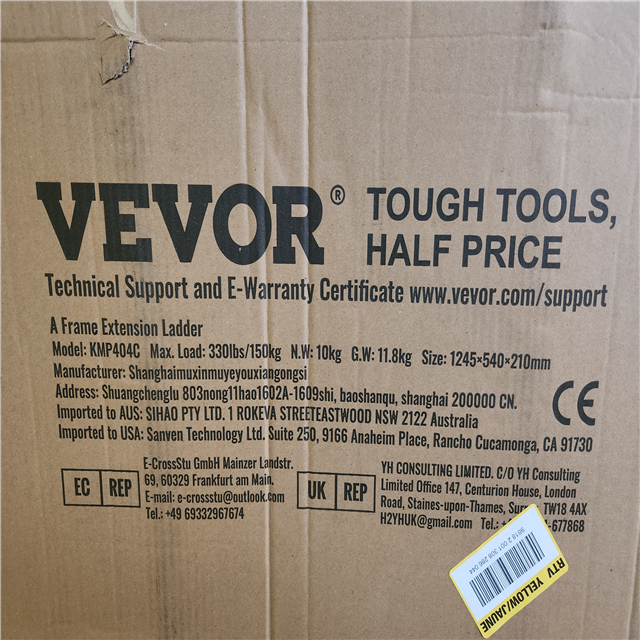 VEVOR®
TOUGH TOOLS,
HALF PRICE
Technical Support and E-Warranty Certificate www.vevor.com/support
A Frame Extension Ladder
Model: KMP404C Max. Load: 330lbs/150kg N.W: 10kg G.W: 11.8kg Size: 1245×540×210mm
Manufacturer: Shanghaimuxinmuyeyouxiangongsi
Address: Shuangchenglu 803nong11hao1602A-1609shi, baoshanqu, shanghai 200000 CN.
Imported to AUS: SIHAO PTY LTD. 1 ROKEVA STREETEASTWOOD NSW 2122 Australia
Imported to USA: Sanven Technology Ltd. Suite 250, 9166 Anaheim Place, Rancho Cucamonga, CA 91730
CE
EC REP
E-CrossStu GmbH Mainzer Landstr.
69, 60329 Frankfurt am Main.
E-mail: e-crossstu@outlook.com
Tel.: +49 69332967674
UK REP
YH CONSULTING LIMITED. C/O YH Consulting
Limited Office 147, Centurion House, London
Road, Staines-upon-Thames, TW18 4AX
H2YHUK@gmail.com Tel.: -677868
RTV YELLOW/JAUNE